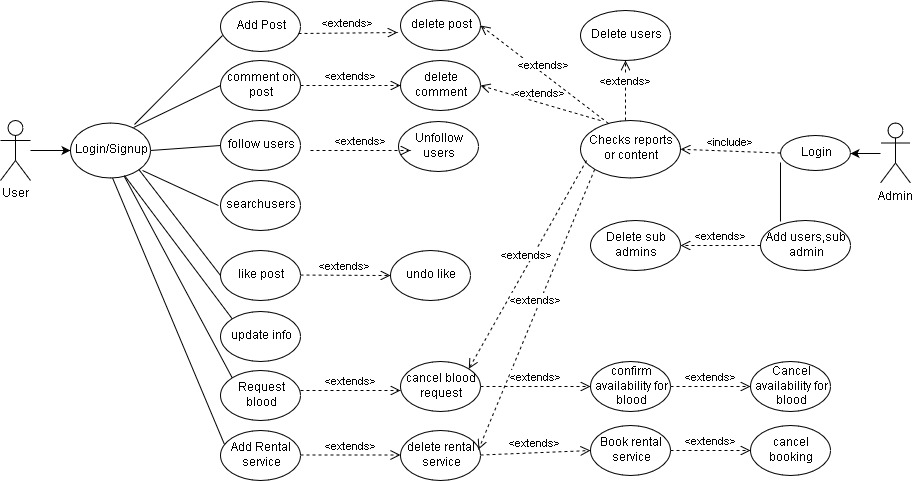 Add Post
<extends>
delete post
Delete users
comment on
post
<extends>
delete
comment
<extends>
<extends>
<extends>
User
Login/Signup
follow users
<extends>
Unfollow
users
Checks reports
or content
<include>
Login
Admin
searchusers
Delete sub
admins
<extends>
Add users,sub
admin
like post
<extends>
undo like
<extends>
<extends>
update info
Request
blood
<extends>
cancel blood
request
<extends>
confirm
availability for
blood
<extends>
Cancel
availability for
blood
Add Rental
service
<extends>
delete rental
service
<extends>
Book rental
service
<extends>
cancel
booking